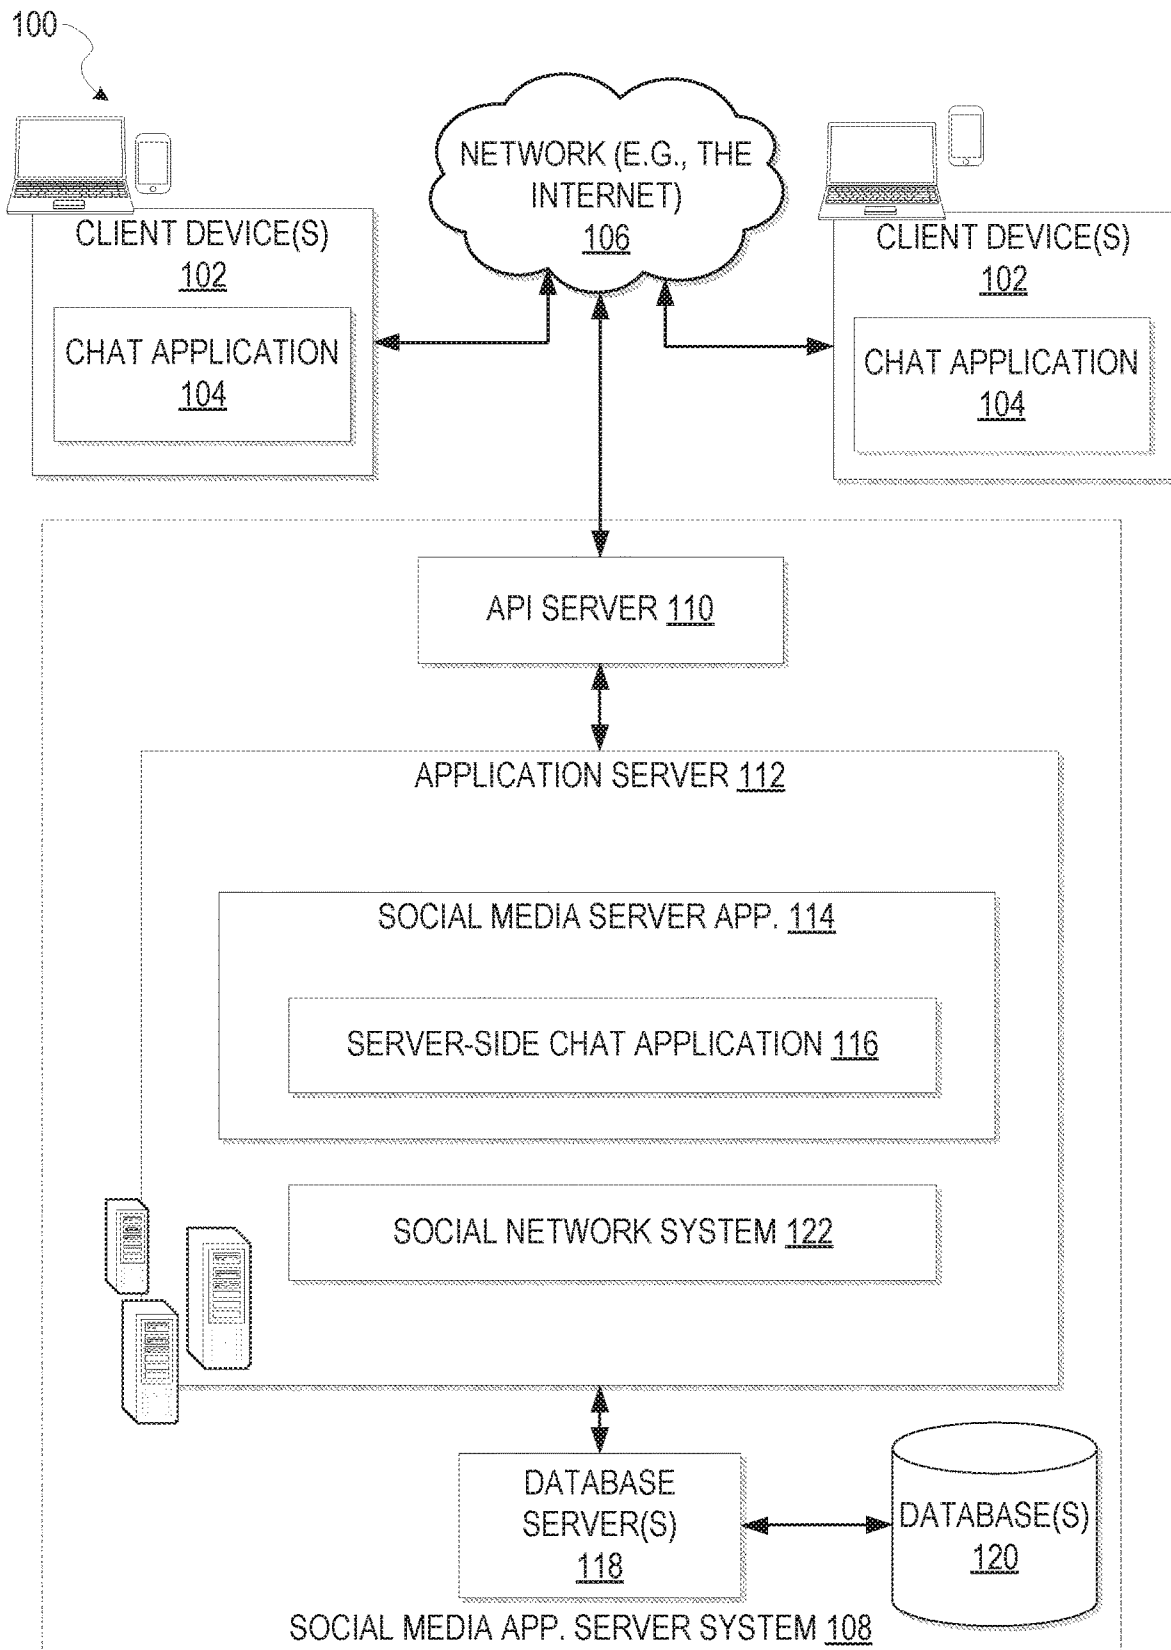 100
NETWORK (E.G., THE
INTERNET)
106
CLIENT DEVICE(S)
102
CHAT APPLICATION
104
CLIENT DEVICE(S)
102
CHAT APPLICATION
104
API SERVER 110
APPLICATION SERVER 112
SOCIAL MEDIA SERVER APP. 114
SERVER-SIDE CHAT APPLICATION 116
SOCIAL NETWORK SYSTEM 122
DATABASE
SERVER(S)
118
DATABASE(S)
120
SOCIAL MEDIA APP. SERVER SYSTEM 108